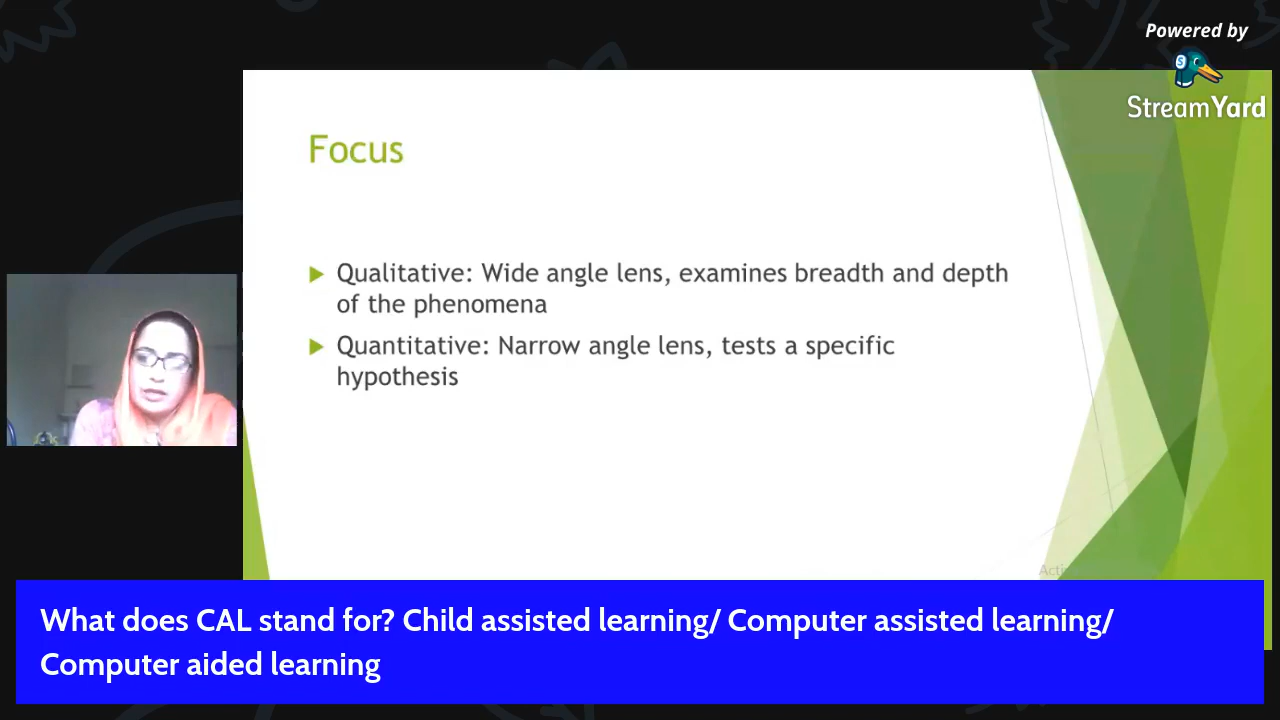 Powered by
StreamYard
Focus
Qualitative: Wide angle lens, examines breadth and depth
of the phenomena
Quantitative: Narrow angle lens, tests a specific
hypothesis
What does CAL stand for? Child assisted learning/ Computer assisted learning/
Computer aided learning